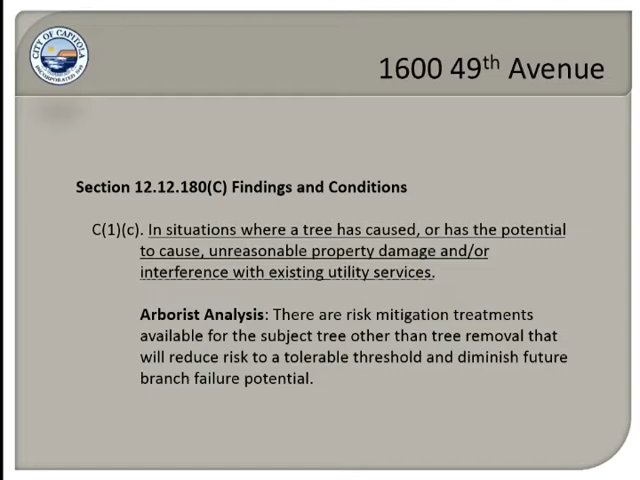 CITY OF CAPITOLA
1600 49th Avenue
Section 12.12.180(C) Findings and Conditions
C(1)(c). In situations where a tree has caused, or has the potential
to cause, unreasonable property damage and/or
interference with existing utility services.
Arborist Analysis: There are risk mitigation treatments
available for the subject tree other than tree removal that
will reduce risk to a tolerable threshold and diminish future
branch failure potential.